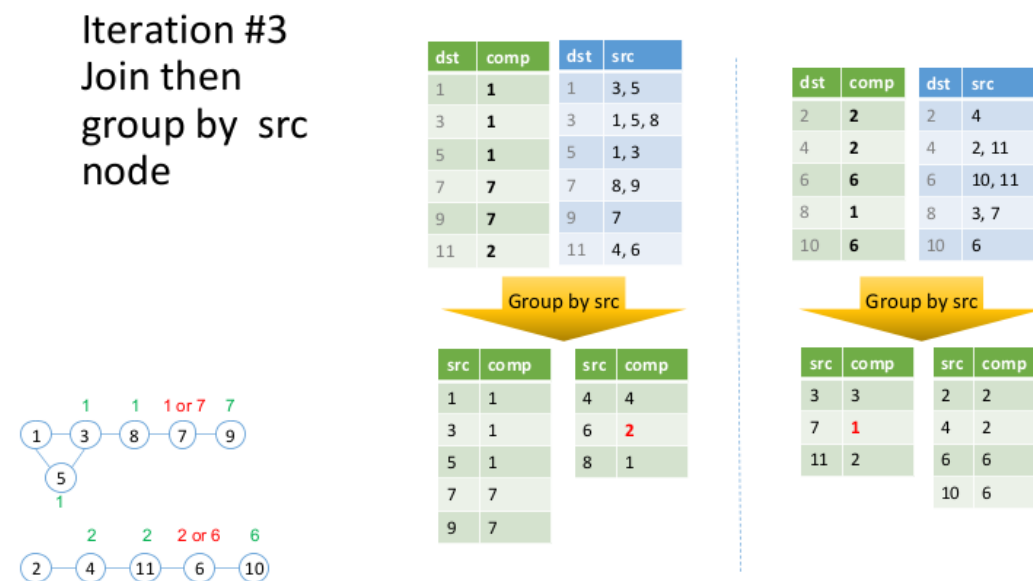 Iteration #3
Join then
group by src
node
dst comp
1 1
3 1
5 1
7 7
9 7
11 2
dst src
1 3, 5
3 1, 5, 8
5 1, 3
7 8, 9
9 7
11 4, 6
Group by src
src comp
1 1
3 1
5 1
7 7
9 7
src comp
4 4
6 2
8 1
dst comp
2 2
4 2
6 6
8 1
10 6
dst src
2 4
4 2, 11
6 10, 11
8 3, 7
10 6
Group by src
src comp
3 3
7 1
11 2
src comp
2 2
4 2
6 6
10 6
1 1 1 or 7 7
1 3 8 7 9
5
1
2 2 2 or 6 6
2 4 11 6 10